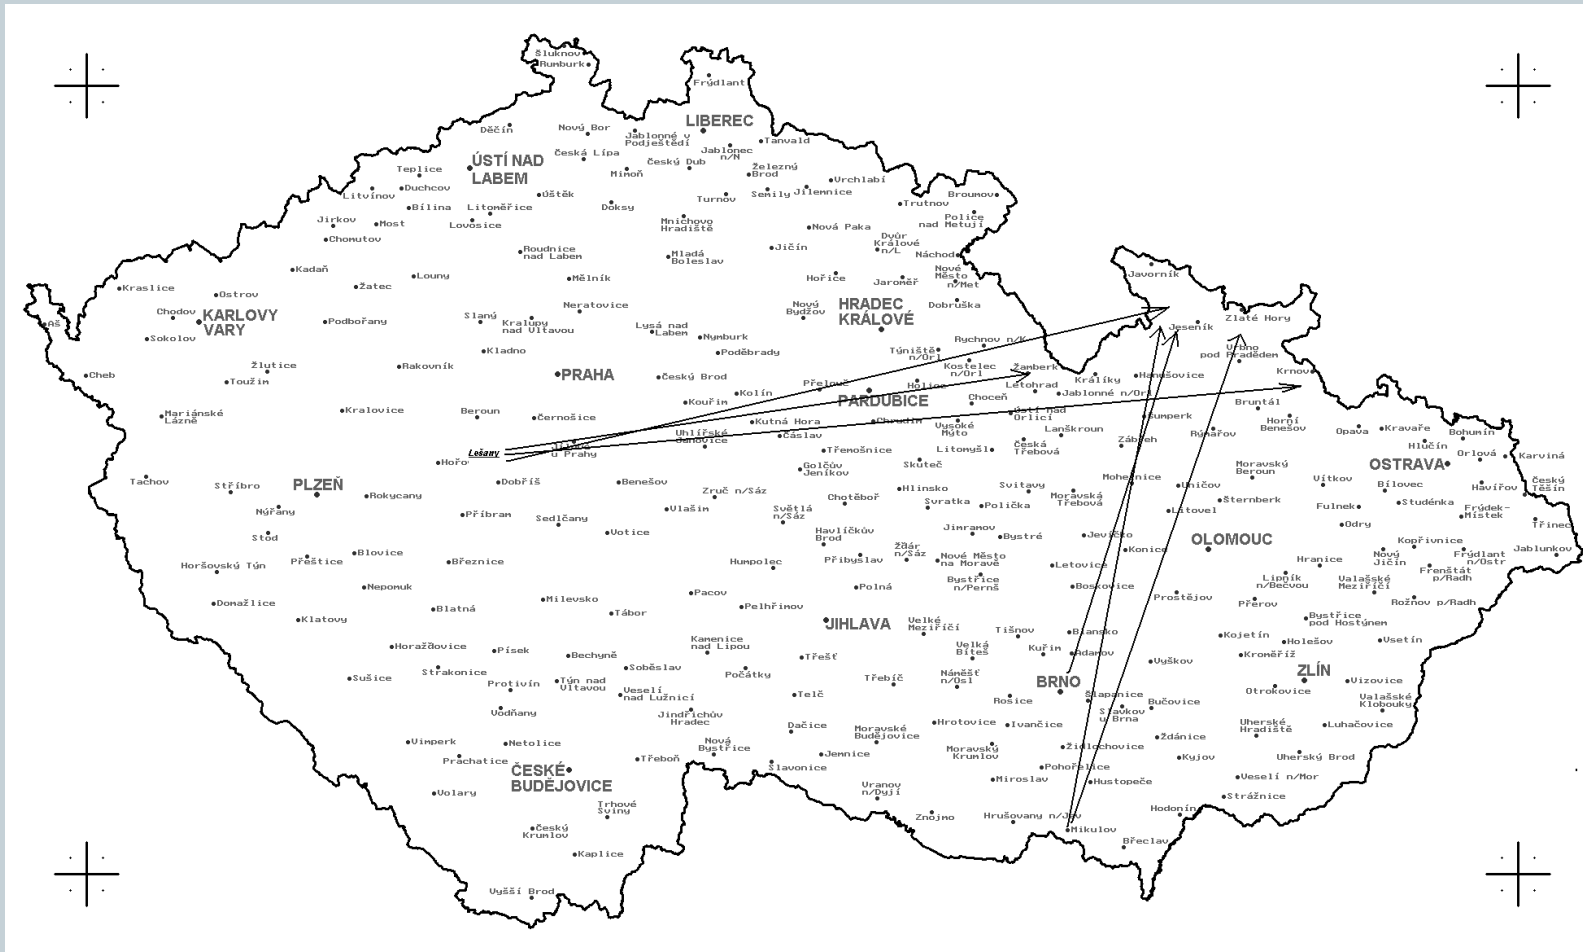 Šluknov
Rumburk
Frýdlant
LIBEREC
Děčín
Nový Bor
Jablonné v
Podještědí
Tanvald
Jablonec
n/N
ÚSTÍ NAD
LABEM
Česká Lípa
Český Dub
Mimoň
Železný
Brod
Teplice
Duchcov
Litvínov
Úštěk
Turnov
Semily
Jilemnice
Vrchlabí
Broumov
Trutnov
Bílina
Litoměřice
Doksy
Police
nad Metují
Jirkov
Most
Lovosice
Mnichovo
Hradiště
Nová Paka
Chomutov
Dvůr
Králové
n/L
Roudnice
nad Labem
Mladá
Boleslav
Jičín
Náchod
Kadaň
Louny
Mělník
Hořice
Jaroměř
Nové
Město
n/Met
Javorník
Kraslice
Ostrov
Žatec
Neratovice
Nový
Bydžov
HRADEC
KRÁLOVÉ
Dobruška
Chodov
KARLOVY
VARY
Aš
Podbořany
Slaný
Kralupy
nad Vltavou
Lysá nad
Labem
Nymburk
Zlaté Hory
Jeseník
Sokolov
Rychnov n/K
Kladno
Poděbrady
Týniště
n/Orl
Vrbno
pod Pradědem
Žlutice
Rakovník
Kostelec
n/Orl
Žamberk
Krnov
Cheb
Toužim
PRAHA
Český Brod
Přelouč
Holice
Letohrad
Králíky
Hanušovice
Kolín
PARDUBICE
Jablonné n/Orl
Kouřim
Choceň
Bruntál
Mariánské
Lázně
Kralovice
Beroun
Černošice
Kutná Hora
Chrudim
Vysoké
Mýto
Ústí nad
Orlicí
Šumperk
Horní
Benešov
Opava
Kravaře
Uhlířské
Janovice
Čáslav
Lanškroun
Rýmařov
Hlučín
Bohumín
Lešany
Jílové
u Prahy
Třemošnice
Litomyšl
Česká
Třebová
Zábřeh
Orlová
Karviná
Hořo
OSTRAVA
Tachov
Stříbro
PLZEŇ
Dobříš
Benešov
Golčův
Jeníkov
Skuteč
Mohelnice
Moravský
Beroun
Vítkov
Bílovec
Havířov
Český
Těšín
Rokycany
Zruč n/Sáz
Chotěboř
Hlinsko
Svitavy
Moravská
Třebová
Uničov
Šternberk
Nýřany
Příbram
Sedlčany
Vlašim
Světlá
n/Sáz
Svratka
Polička
Litovel
Fulnek
Studénka
Frýdek-
Místek
Stod
Votice
Havlíčkův
Brod
Jimramov
Bystré
Jevíčko
Odry
Třinec
OLOMOUC
Přeštice
Blovice
Březnice
Humpolec
Přibyslav
Žďár
n/Sáz
Nové Město
na Moravě
Konice
Hranice
Nový
Jičín
Kopřivnice
Frýdlant
n/Ostr
Jablunkov
Horšovský Týn
Letovice
Frenštát
p/Radh
Nepomuk
Pacov
Polná
Bystřice
n/Pernš
Boskovice
Lipník
n/Bečvou
Valašské
Meziříčí
Domažlice
Klatovy
Blatná
Milevsko
Tábor
Pelhřimov
Prostějov
Přerov
Rožnov p/Radh
JIHLAVA
Velké
Meziříčí
Tišnov
Blansko
Bystřice
pod Hostýnem
Horažďovice
Písek
Bechyně
Kamenice
nad Lipou
Třešť
Velká
Bíteš
Kuřim
Adamov
Kojetín
Holešov
Vsetín
Strakonice
Soběslav
Počátky
Vyškov
Kroměříž
Sušice
Protivín
Týn nad
Vltavou
Třebíč
Náměšť
n/Osl
BRNO
ZLÍN
Vizovice
Veselí
nad Lužnicí
Telč
Rosice
Šlapanice
Bučovice
Otrokovice
Valašské
Klobouky
Vodňany
Jindřichův
Hradec
Slavkov
u Brna
Dačice
Moravské
Budějovice
Hrotovice
Ivančice
Uherské
Hradiště
Luhačovice
Vimperk
Netolice
Nová
Bystřice
Židlochovice
Ždánice
Prachatice
Třeboň
Jemnice
Moravský
Krumlov
Kyjov
Uherský Brod
ČESKÉ
BUDĚJOVICE
Slavonice
Pohořelice
Miroslav
Hustopeče
Veselí n/Mor
Volary
Vranov
n/Dyjí
Strážnice
Trhové
Sviny
Znojmo
Hrušovany n/Jev
Hodonín
Český
Krumlov
Mikulov
Břeclav
Kaplice
Vyšší Brod